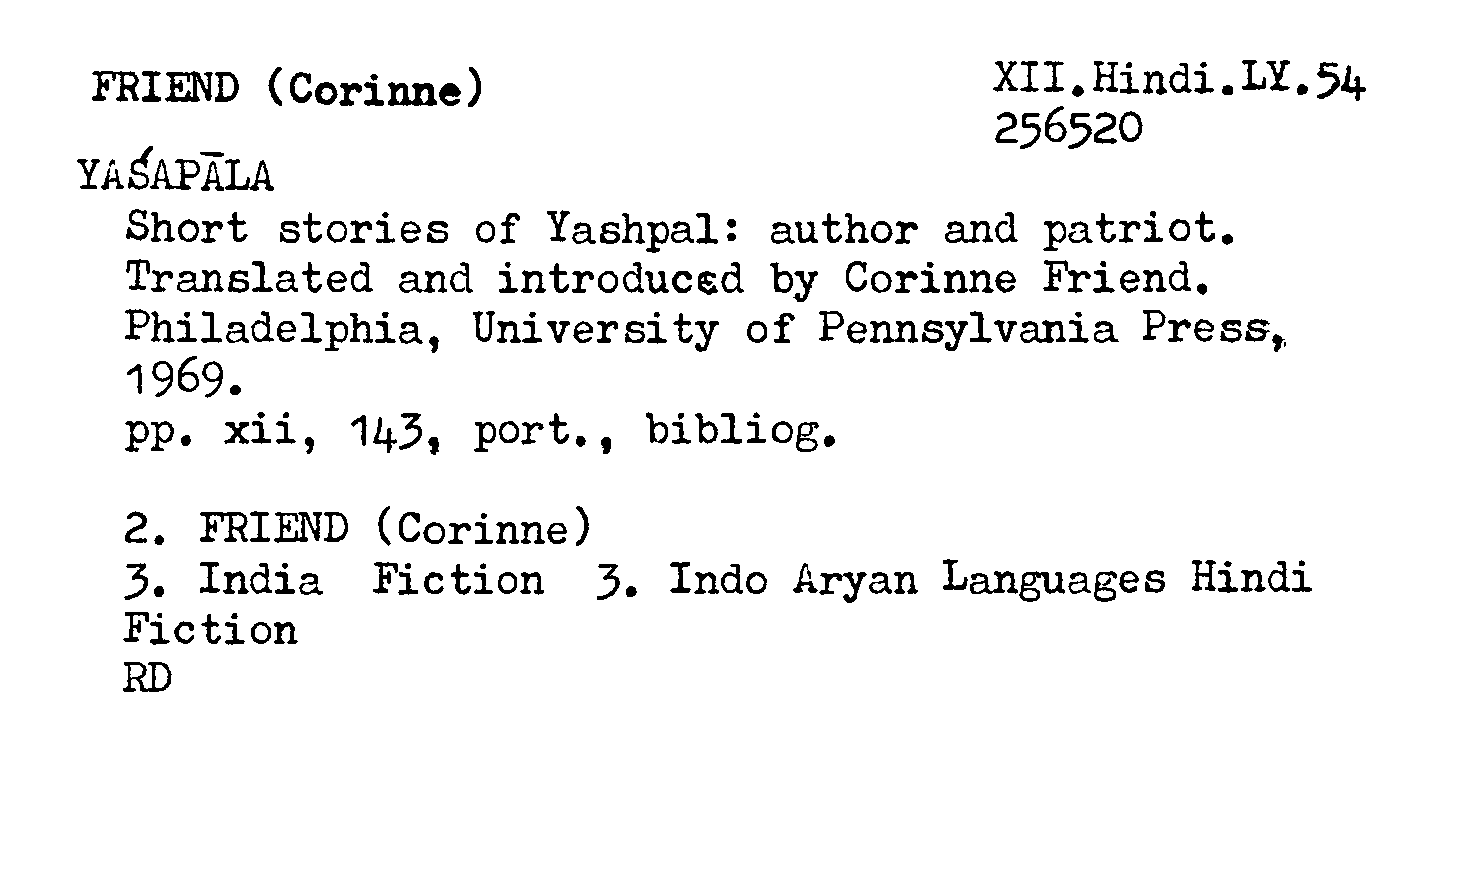 FRIEND (Corinne)
XII.Hindi.LY.54
256520
YAŚAPĀLA
Short stories of Yashpal: author and patriot.
Translated and introduced by Corinne Friend.
Philadelphia, University of Pennsylvania Press,
1969.
pp. xii, 143, port., bibliog.
2. FRIEND (Corinne)
3. India  Fiction  3. Indo Aryan Languages Hindi
Fiction
RD